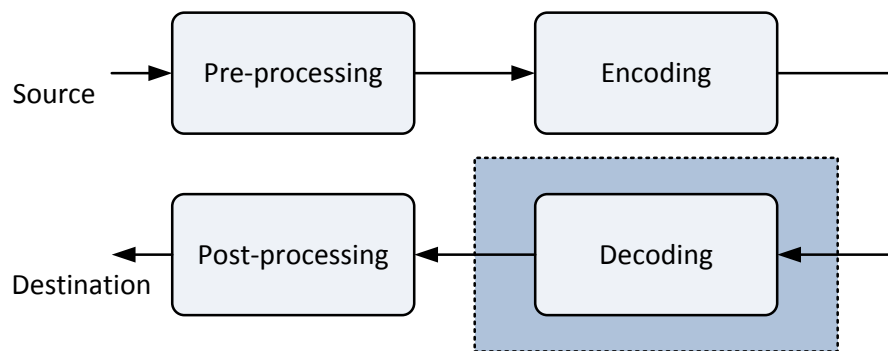 Source
Pre-processing
Encoding
Destination
Post-processing
Decoding